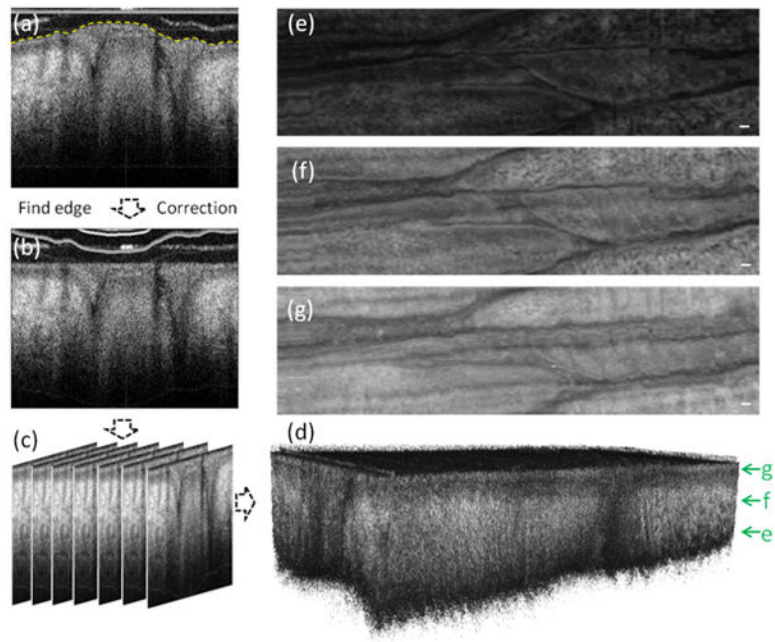 (a)
Find edge Correction
(b)
(c)
(e)
(f)
(g)
(d)
g
f
e